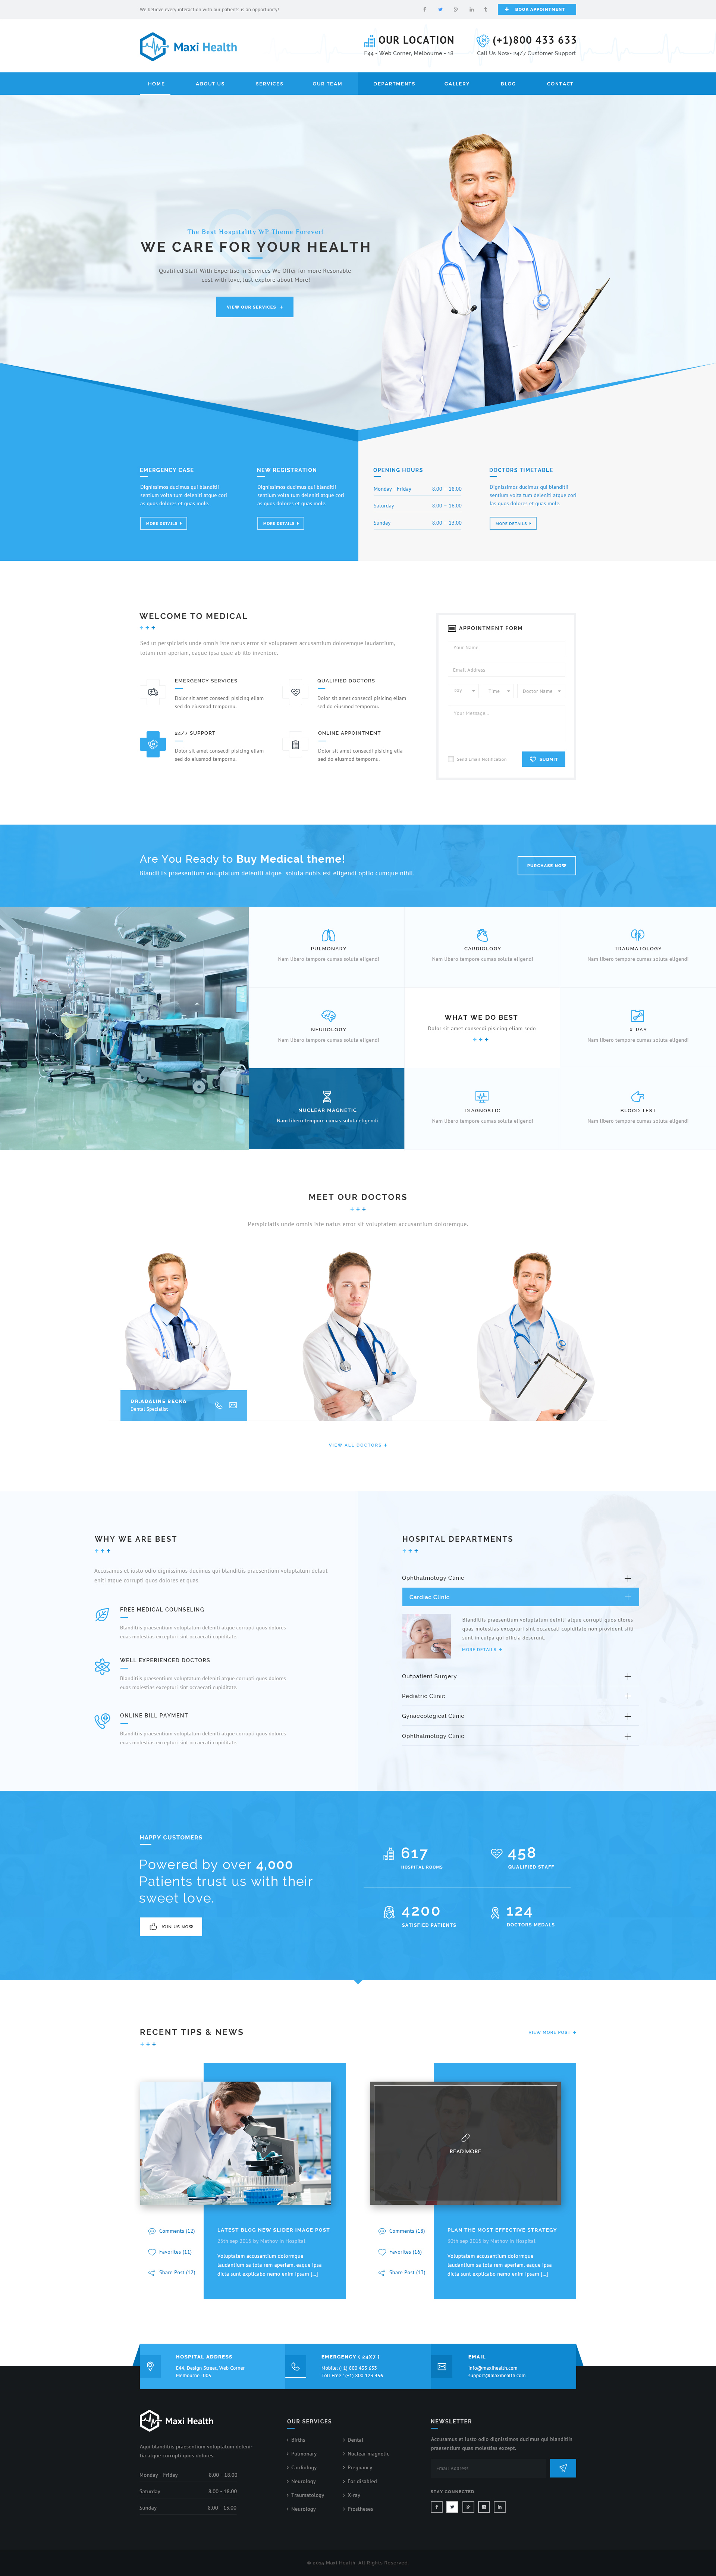 We believe every interaction with our patients is an opportunity!
BOOK APPOINTMENT
Maxi Health
OUR LOCATION
E44 - Web Corner, Melbourne - 18
(+1)800 433 633
Call Us Now- 24/7 Customer Support
HOME ABOUT US SERVICES OUR TEAM DEPARTMENTS GALLERY BLOG CONTACT
The Best Hospitality WP Theme Forever!
WE CARE FOR YOUR HEALTH
Qualified Staff With Expertise in Services We Offer for more Resonable
cost with love, Just explore about More!
VIEW OUR SERVICES
EMERGENCY CASE
Dignissimos ducimus qui blanditii
sentium volta tum deleniti atque cori
as quos dolores et quas mole.
MORE DETAILS
NEW REGISTRATION
Dignissimos ducimus qui blanditii
sentium volta tum deleniti atque cori
as quos dolores et quas mole.
MORE DETAILS
OPENING HOURS
Monday - Friday 8.00 – 18.00
Saturday 8.00 – 16.00
Sunday 8.00 – 13.00
DOCTORS TIMETABLE
Dignissimos ducimus qui blanditii
sentium volta tum deleniti atque cori
as quos dolores et quas mole.
MORE DETAILS
WELCOME TO MEDICAL
Sed ut perspiciatis unde omnis iste natus error sit voluptatem accusantium doloremque laudantium,
totam rem aperiam, eaque ipsa quae ab illo inventore.
EMERGENCY SERVICES
Dolor sit amet consecdl pisicing eliam
sed do eiusmod tempornu.
QUALIFIED DOCTORS
Dolor sit amet consecdl pisicing eliam
sed do eiusmod tempornu.
24/7 SUPPORT
Dolor sit amet consecdl pisicing eliam
sed do eiusmod tempornu.
ONLINE APPOINTMENT
Dolor sit amet consecdl pisicing elia
sed do eiusmod tempornu.
APPOINTMENT FORM
Your Name
Email Address
Day Time Doctor Name
Your Message.
Send Email Notification
SUBMIT
Are You Ready to Buy Medical theme!
Blanditiis praesentium voluptatum deleniti atque soluta nobis est eligendi optio cumque nihil.
PURCHASE NOW
PULMONARY
Nam libero tempore cumas soluta eligendi
CARDIOLOGY
Nam libero tempore cumas soluta eligendi
TRAUMATOLOGY
Nam libero tempore cumas soluta eligendi
NEUROLOGY
Nam libero tempore cumas soluta eligendi
WHAT WE DO BEST
Dolor sit amet consecdl pisicing eliam sedo
X-RAY
Nam libero tempore cumas soluta eligendi
NUCLEAR MAGNETIC
Nam libero tempore cumas soluta eligendi
DIAGNOSTIC
Nam libero tempore cumas soluta eligendi
BLOOD TEST
Nam libero tempore cumas soluta eligendi
MEET OUR DOCTORS
Perspiciatis unde omnis iste natus error sit voluptatem accusantium doloremque.
DR.ADALINE BECKA
Dental Specialist
VIEW ALL DOCTORS
WHY WE ARE BEST
Accusamus et iusto odio dignissimos ducimus qui blanditiis praesentium voluptatum delaut
enti atque corrupti quos dolores et quas.
FREE MEDICAL COUNSELING
Blanditiis praesentium voluptatum deleniti atque corrupti quos dolores
euas molestias excepturi sint occaecati cupiditate.
WELL EXPERIENCED DOCTORS
Blanditiis praesentium voluptatum deleniti atque corrupti quos dolores
euas molestias excepturi sint occaecati cupiditate.
ONLINE BILL PAYMENT
Blanditiis praesentium voluptatum deleniti atque corrupti quos dolores
euas molestias excepturi sint occaecati cupiditate.
HOSPITAL DEPARTMENTS
Ophthalmology Clinic
Cardiac Clinic
Blanditiis praesentium voluptatum delniti atque corrupti quos dlores
quas molestias excepturi sint occaecati cupiditate non provident silii
sunt in culpa qui officia deserunt.
MORE DETAILS
Outpatient Surgery
Pediatric Clinic
Gynaecological Clinic
Ophthalmology Clinic
HAPPY CUSTOMERS
Powered by over 4,000
Patients trust us with their
sweet love.
JOIN US NOW
617
HOSPITAL ROOMS
458
QUALIFIED STAFF
4200
SATISFIED PATIENTS
124
DOCTORS MEDALS
RECENT TIPS & NEWS
VIEW MORE POST
Comments (12)
Favorites (11)
Share Post (12)
LATEST BLOG NEW SLIDER IMAGE POST
25th sep 2015 by Mathev in Hospital
Voluptatem accusantium dolormque
laudantium sa tota rem aperiam, eaque ipsa
dicta sunt explicabo nemo enim ipsam [...]
READ MORE
Comments (18)
Favorites (16)
Share Post (13)
PLAN THE MOST EFFECTIVE STRATEGY
30th sep 2015 by Mathev in Hospital
Voluptatem accusantium dolormque
laudantium sa tota rem aperiam, eaque ipsa
dicta sunt explicabo nemo enim ipsam [...]
HOSPITAL ADDRESS
E44, Design Street, Web Corner
Melbourne -005
EMERGENCY ( 24X7 )
Mobile: (+1) 800 433 633
Toll Free : (+1) 800 123 456
EMAIL
info@maxihealth.com
support@maxihealth.com
Maxi Health
Aqui blanditiis praesentium voluptatum deleni-
tia atque corrupti quos dolores.
Monday - Friday 8.00 - 18.00
Saturday 8.00 - 18.00
Sunday 8.00 - 13.00
OUR SERVICES
Births
Pulmonary
Cardiology
Neurology
Traumatology
Neurology
Dental
Nuclear magnetic
Pregnancy
For disabled
X-ray
Prostheses
NEWSLETTER
Accusamus et iusto odio dignissimos ducimus qui blanditiis
praesentium quas molestias except.
Email Address
STAY CONNECTED
© 2015 Maxi Health. All Rights Reserved